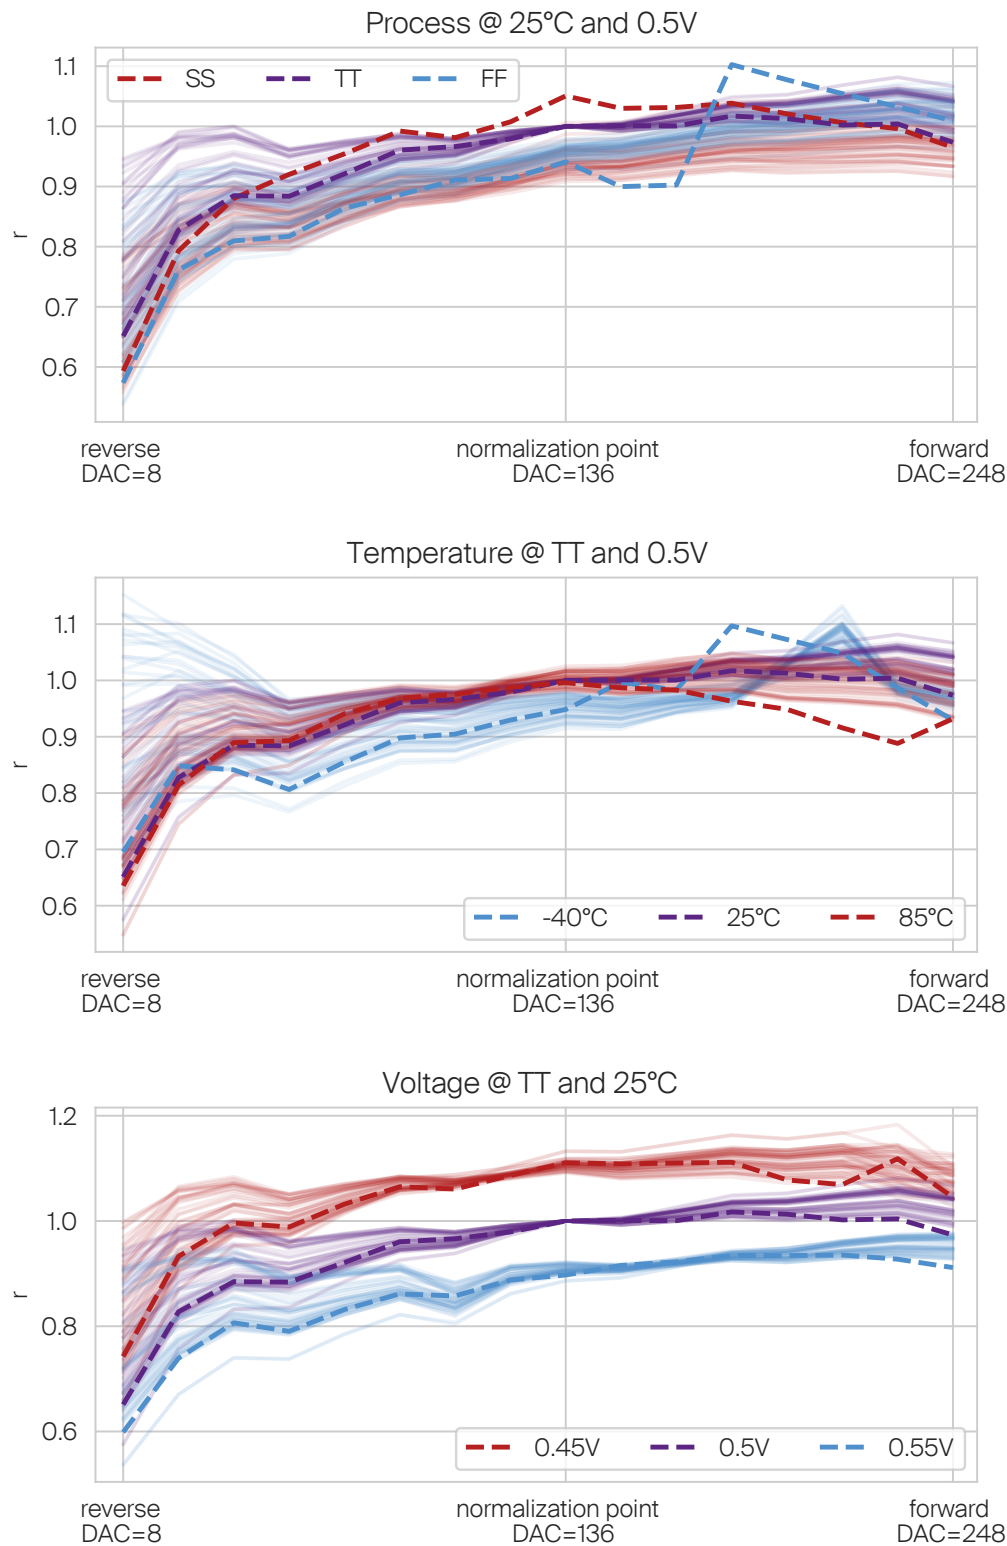 Process @ 25°C and 0.5V
SS TT FF
1.1
1.0
0.9
0.8
0.7
0.6
r
reverse
DAC=8
normalization point
DAC=136
forward
DAC=248
Temperature @ TT and 0.5V
1.1
1.0
0.9
0.8
0.7
0.6
r
-40°C 25°C 85°C
reverse
DAC=8
normalization point
DAC=136
forward
DAC=248
Voltage @ TT and 25°C
1.2
1.0
0.8
0.6
r
0.45V 0.5V 0.55V
reverse
DAC=8
normalization point
DAC=136
forward
DAC=248